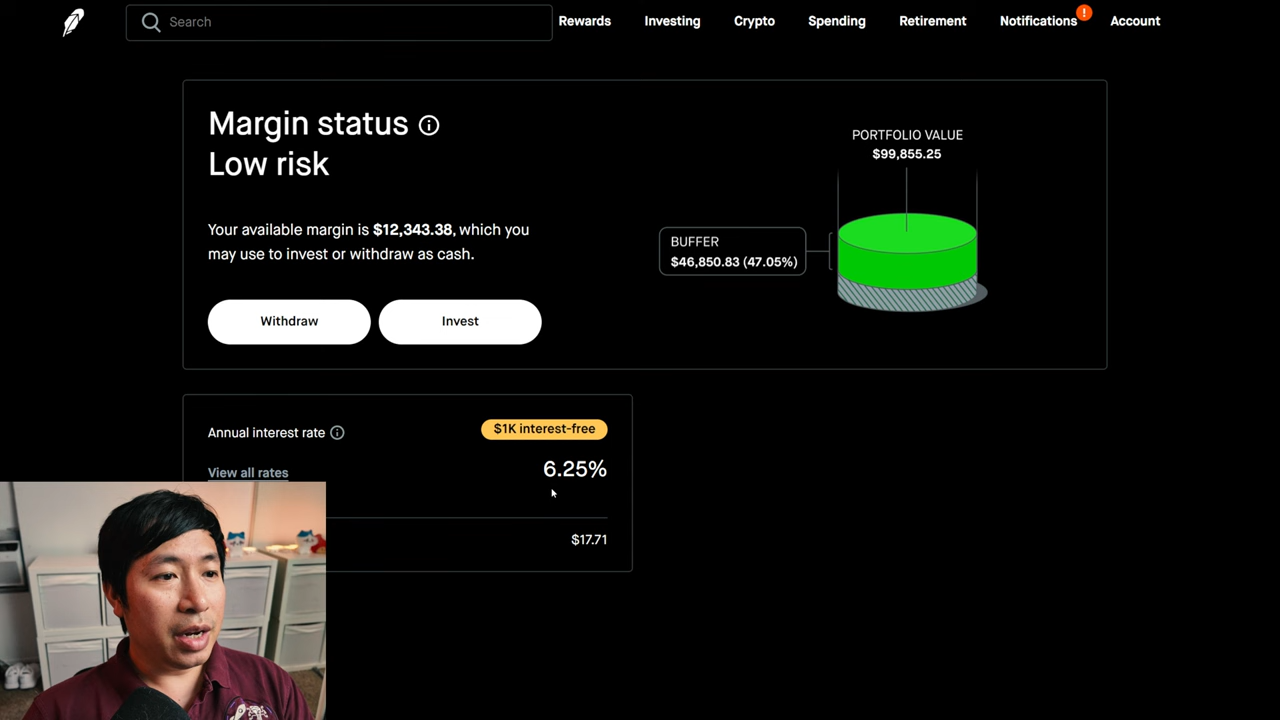 Search
Rewards
Investing
Crypto
Spending
Retirement
Notifications
!
Account
Margin status
Low risk
Your available margin is $12,343.38, which you
may use to invest or withdraw as cash.
Withdraw
Invest
PORTFOLIO VALUE
$99,855.25
BUFFER
$46,850.83 (47.05%)
Annual interest rate
$1K interest-free
View all rates
6.25%
$17.71